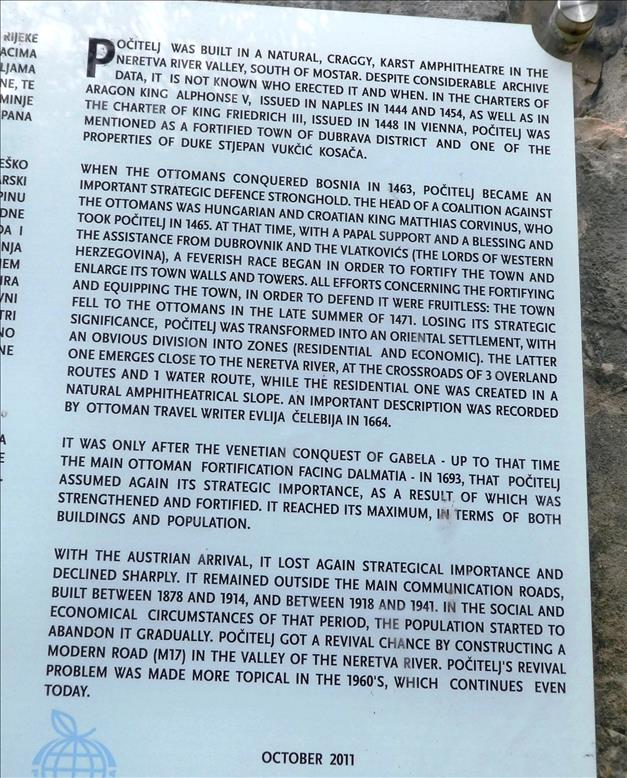 RIJEKE
ACIMA
LJAMA
NE, TE
MINJE
PANA
EŠKO
ARSKI
PINU
DNE
DA I
NJA
JEM
IRA
VNI
TRI
NO
NE
A
E
POČITELJ WAS BUILT IN A NATURAL, CRAGGY, KARST AMPHITHEATRE IN THE
NERETVA RIVER VALLEY, SOUTH OF MOSTAR. DESPITE CONSIDERABLE ARCHIVE
DATA, IT IS NOT KNOWN WHO ERECTED IT AND WHEN. IN THE CHARTERS OF
ARAGON KING ALPHONSE V, ISSUED IN NAPLES IN 1444 AND 1454, AS WELL AS IN
THE CHARTER OF KING FRIEDRICH III, ISSUED IN 1448 IN VIENNA, POČITELJ WAS
MENTIONED AS A FORTIFIED TOWN OF DUBRAVA DISTRICT AND ONE OF THE
PROPERTIES OF DUKE STJEPAN VUKČIĆ KOSAČA.
WHEN THE OTTOMANS CONQUERED BOSNIA IN 1463, POČITELJ BECAME AN
IMPORTANT STRATEGIC DEFENCE STRONGHOLD. THE HEAD OF A COALITION AGAINST
THE OTTOMANS WAS HUNGARIAN AND CROATIAN KING MATTHIAS CORVINUS, WHO
TOOK POČITELJ IN 1465. AT THAT TIME, WITH A PAPAL SUPPORT AND A BLESSING AND
THE ASSISTANCE FROM DUBROVNIK AND THE VLATKOVIĆS (THE LORDS OF WESTERN
HERZEGOVINA), A FEVERISH RACE BEGAN IN ORDER TO FORTIFY THE TOWN AND
ENLARGE ITS TOWN WALLS AND TOWERS. ALL EFFORTS CONCERNING THE FORTIFYING
AND EQUIPPING THE TOWN, IN ORDER TO DEFEND IT WERE FRUITLESS: THE TOWN
FELL TO THE OTTOMANS IN THE LATE SUMMER OF 1471. LOSING ITS STRATEGIC
SIGNIFICANCE, POČITELJ WAS TRANSFORMED INTO AN ORIENTAL SETTLEMENT, WITH
AN OBVIOUS DIVISION INTO ZONES (RESIDENTIAL AND ECONOMIC). THE LATTER
ONE EMERGES CLOSE TO THE NERETVA RIVER, AT THE CROSSROADS OF 3 OVERLAND
ROUTES AND 1 WATER ROUTE, WHILE THE RESIDENTIAL ONE WAS CREATED IN A
NATURAL AMPHITHEATRICAL SLOPE. AN IMPORTANT DESCRIPTION WAS RECORDED
BY OTTOMAN TRAVEL WRITER EVLIJA ČELEBIJA IN 1664.
IT WAS ONLY AFTER THE VENETIAN CONQUEST OF GABELA - UP TO THAT TIME
THE MAIN OTTOMAN FORTIFICATION FACING DALMATIA - IN 1693, THAT POČITELJ
ASSUMED AGAIN ITS STRATEGIC IMPORTANCE, AS A RESULT OF WHICH WAS
STRENGTHENED AND FORTIFIED. IT REACHED ITS MAXIMUM, IN TERMS OF BOTH
BUILDINGS AND POPULATION.
WITH THE AUSTRIAN ARRIVAL, IT LOST AGAIN STRATEGICAL IMPORTANCE AND
DECLINED SHARPLY. IT REMAINED OUTSIDE THE MAIN COMMUNICATION ROADS,
BUILT BETWEEN 1878 AND 1914, AND BETWEEN 1918 AND 1941. IN THE SOCIAL AND
ECONOMICAL CIRCUMSTANCES OF THAT PERIOD, THE POPULATION STARTED TO
ABANDON IT GRADUALLY. POČITELJ GOT A REVIVAL CHANCE BY CONSTRUCTING A
MODERN ROAD (M17) IN THE VALLEY OF THE NERETVA RIVER. POČITELJ'S REVIVAL
PROBLEM WAS MADE MORE TOPICAL IN THE 1960'S, WHICH CONTINUES EVEN
TODAY.
OCTOBER 2011